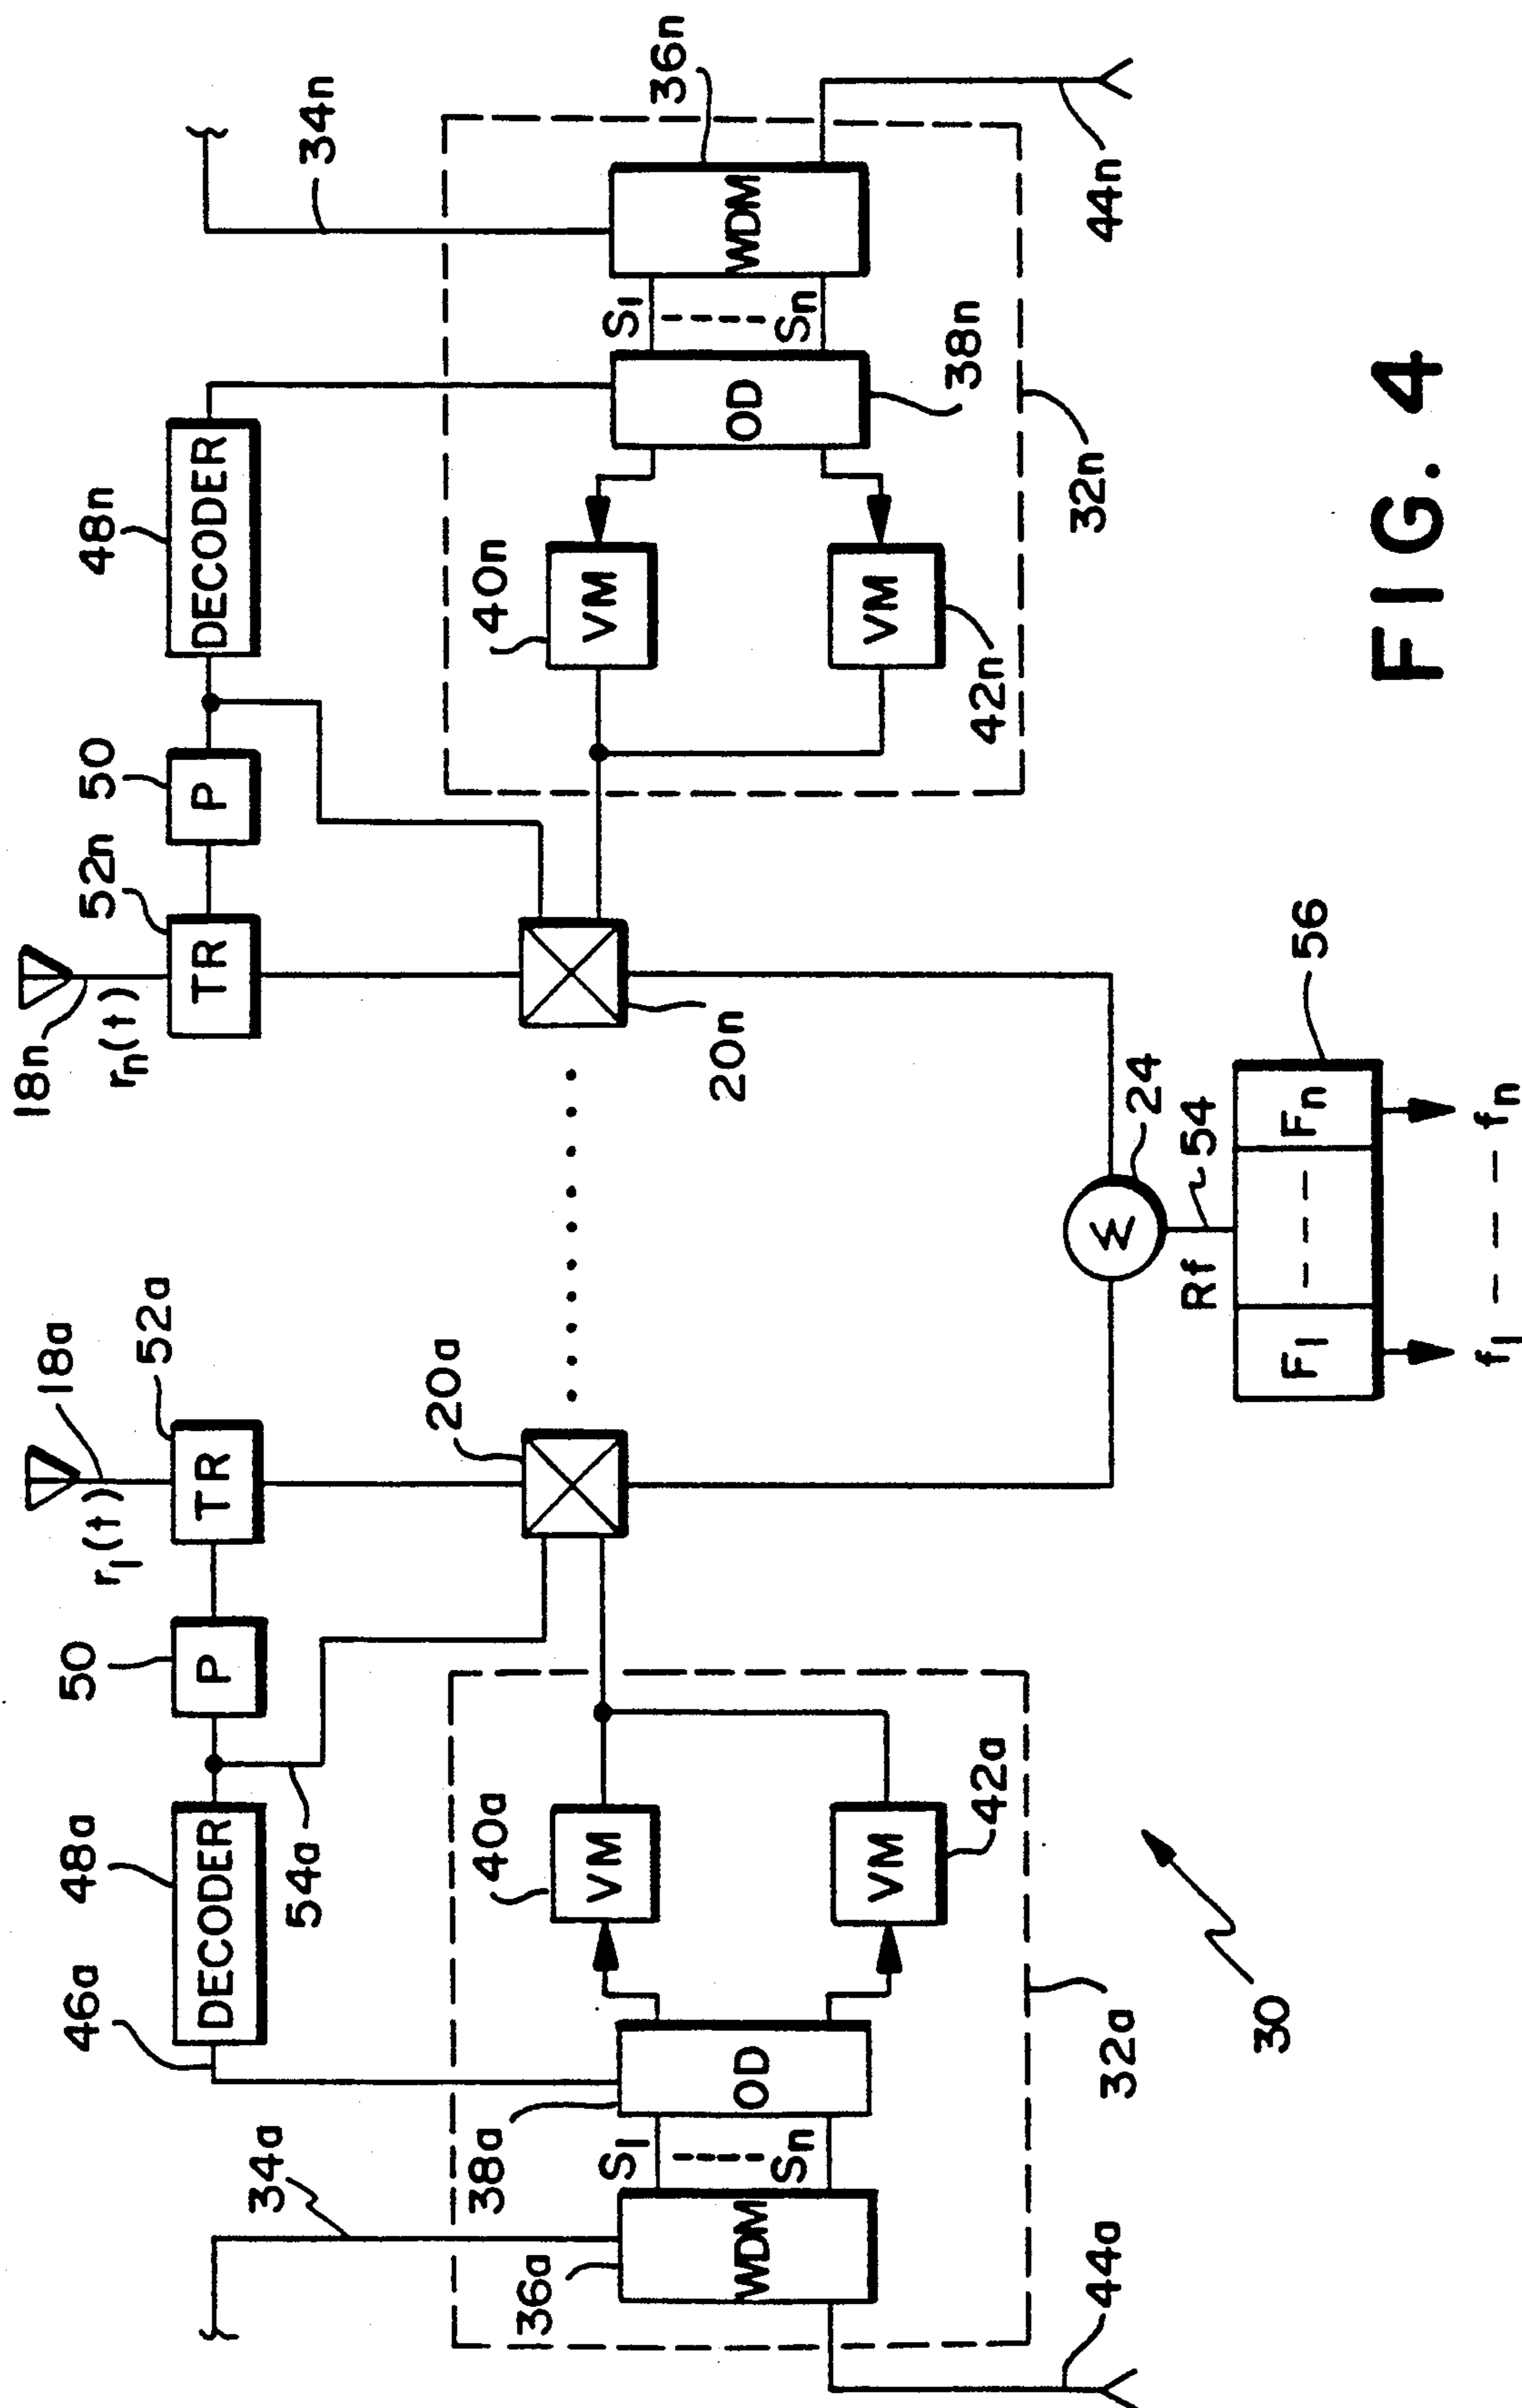 18a
r1(t)
52a
TR
50
P
48a
DECODER
46a
54a
34a
36a
WDM
S1
Sn
38a
OD
40a
VM
42a
VM
32a
44a
20a
30
18n
rn(t)
52n
TR
50
P
48n
DECODER
34n
36n
WDM
S1
Sn
38n
OD
40n
VM
42n
VM
32n
44n
20n
Σ
24
Rf
54
56
F1 --- Fn
f1 --- fn
FIG. 4